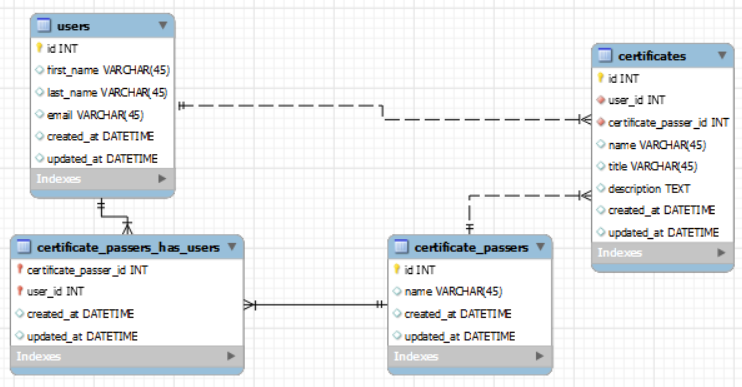 users
id INT
first_name VARCHAR(45)
last_name VARCHAR(45)
email VARCHAR(45)
created_at DATETIME
updated_at DATETIME
Indexes
certificates
id INT
user_id INT
certificate_passer_id INT
name VARCHAR(45)
title VARCHAR(45)
description TEXT
created_at DATETIME
updated_at DATETIME
Indexes
certificate_passers_has_users
certificate_passer_id INT
user_id INT
created_at DATETIME
updated_at DATETIME
Indexes
certificate_passers
id INT
name VARCHAR(45)
created_at DATETIME
updated_at DATETIME
Indexes